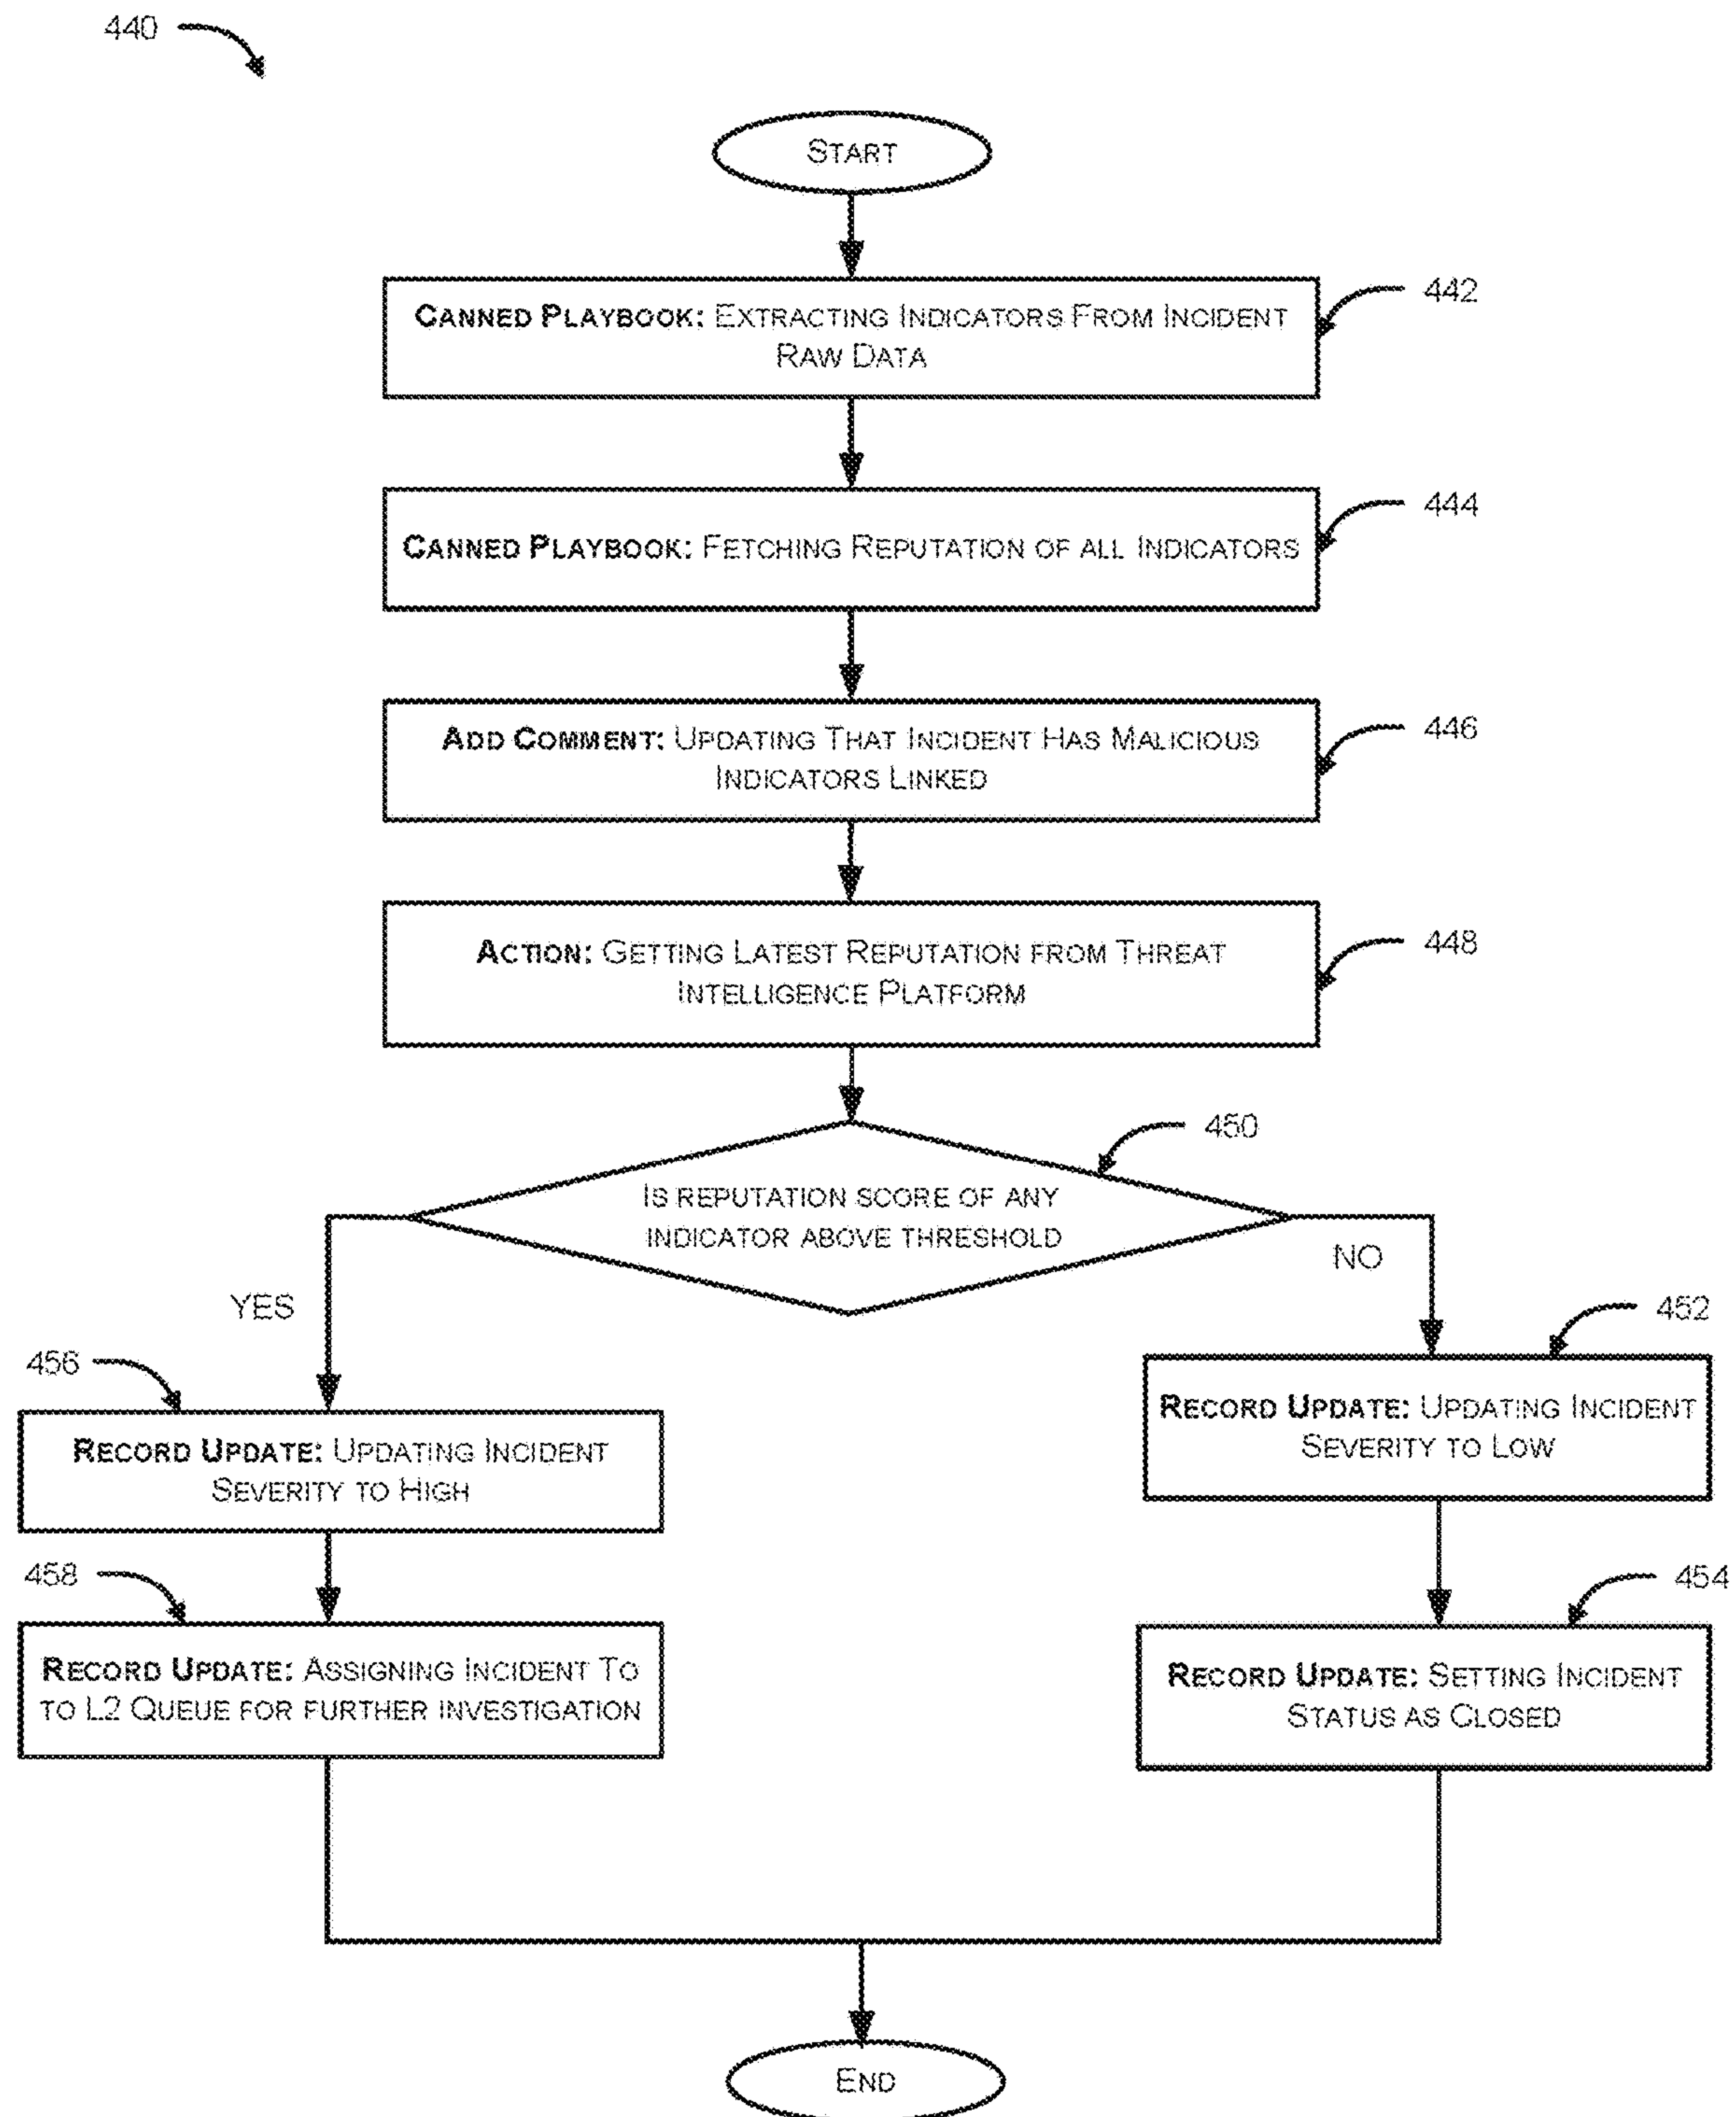 440
START
CANNED PLAYBOOK: EXTRACTING INDICATORS FROM INCIDENT
RAW DATA
442
CANNED PLAYBOOK: FETCHING REPUTATION OF ALL INDICATORS
444
ADD COMMENT: UPDATING THAT INCIDENT HAS MALICIOUS
INDICATORS LINKED
446
ACTION: GETTING LATEST REPUTATION FROM THREAT
INTELLIGENCE PLATFORM
448
450
IS REPUTATION SCORE OF ANY
INDICATOR ABOVE THRESHOLD
YES
NO
456
RECORD UPDATE: UPDATING INCIDENT
SEVERITY TO HIGH
452
RECORD UPDATE: UPDATING INCIDENT
SEVERITY TO LOW
458
RECORD UPDATE: ASSIGNING INCIDENT TO
TO L2 QUEUE FOR FURTHER INVESTIGATION
454
RECORD UPDATE: SETTING INCIDENT
STATUS AS CLOSED
END